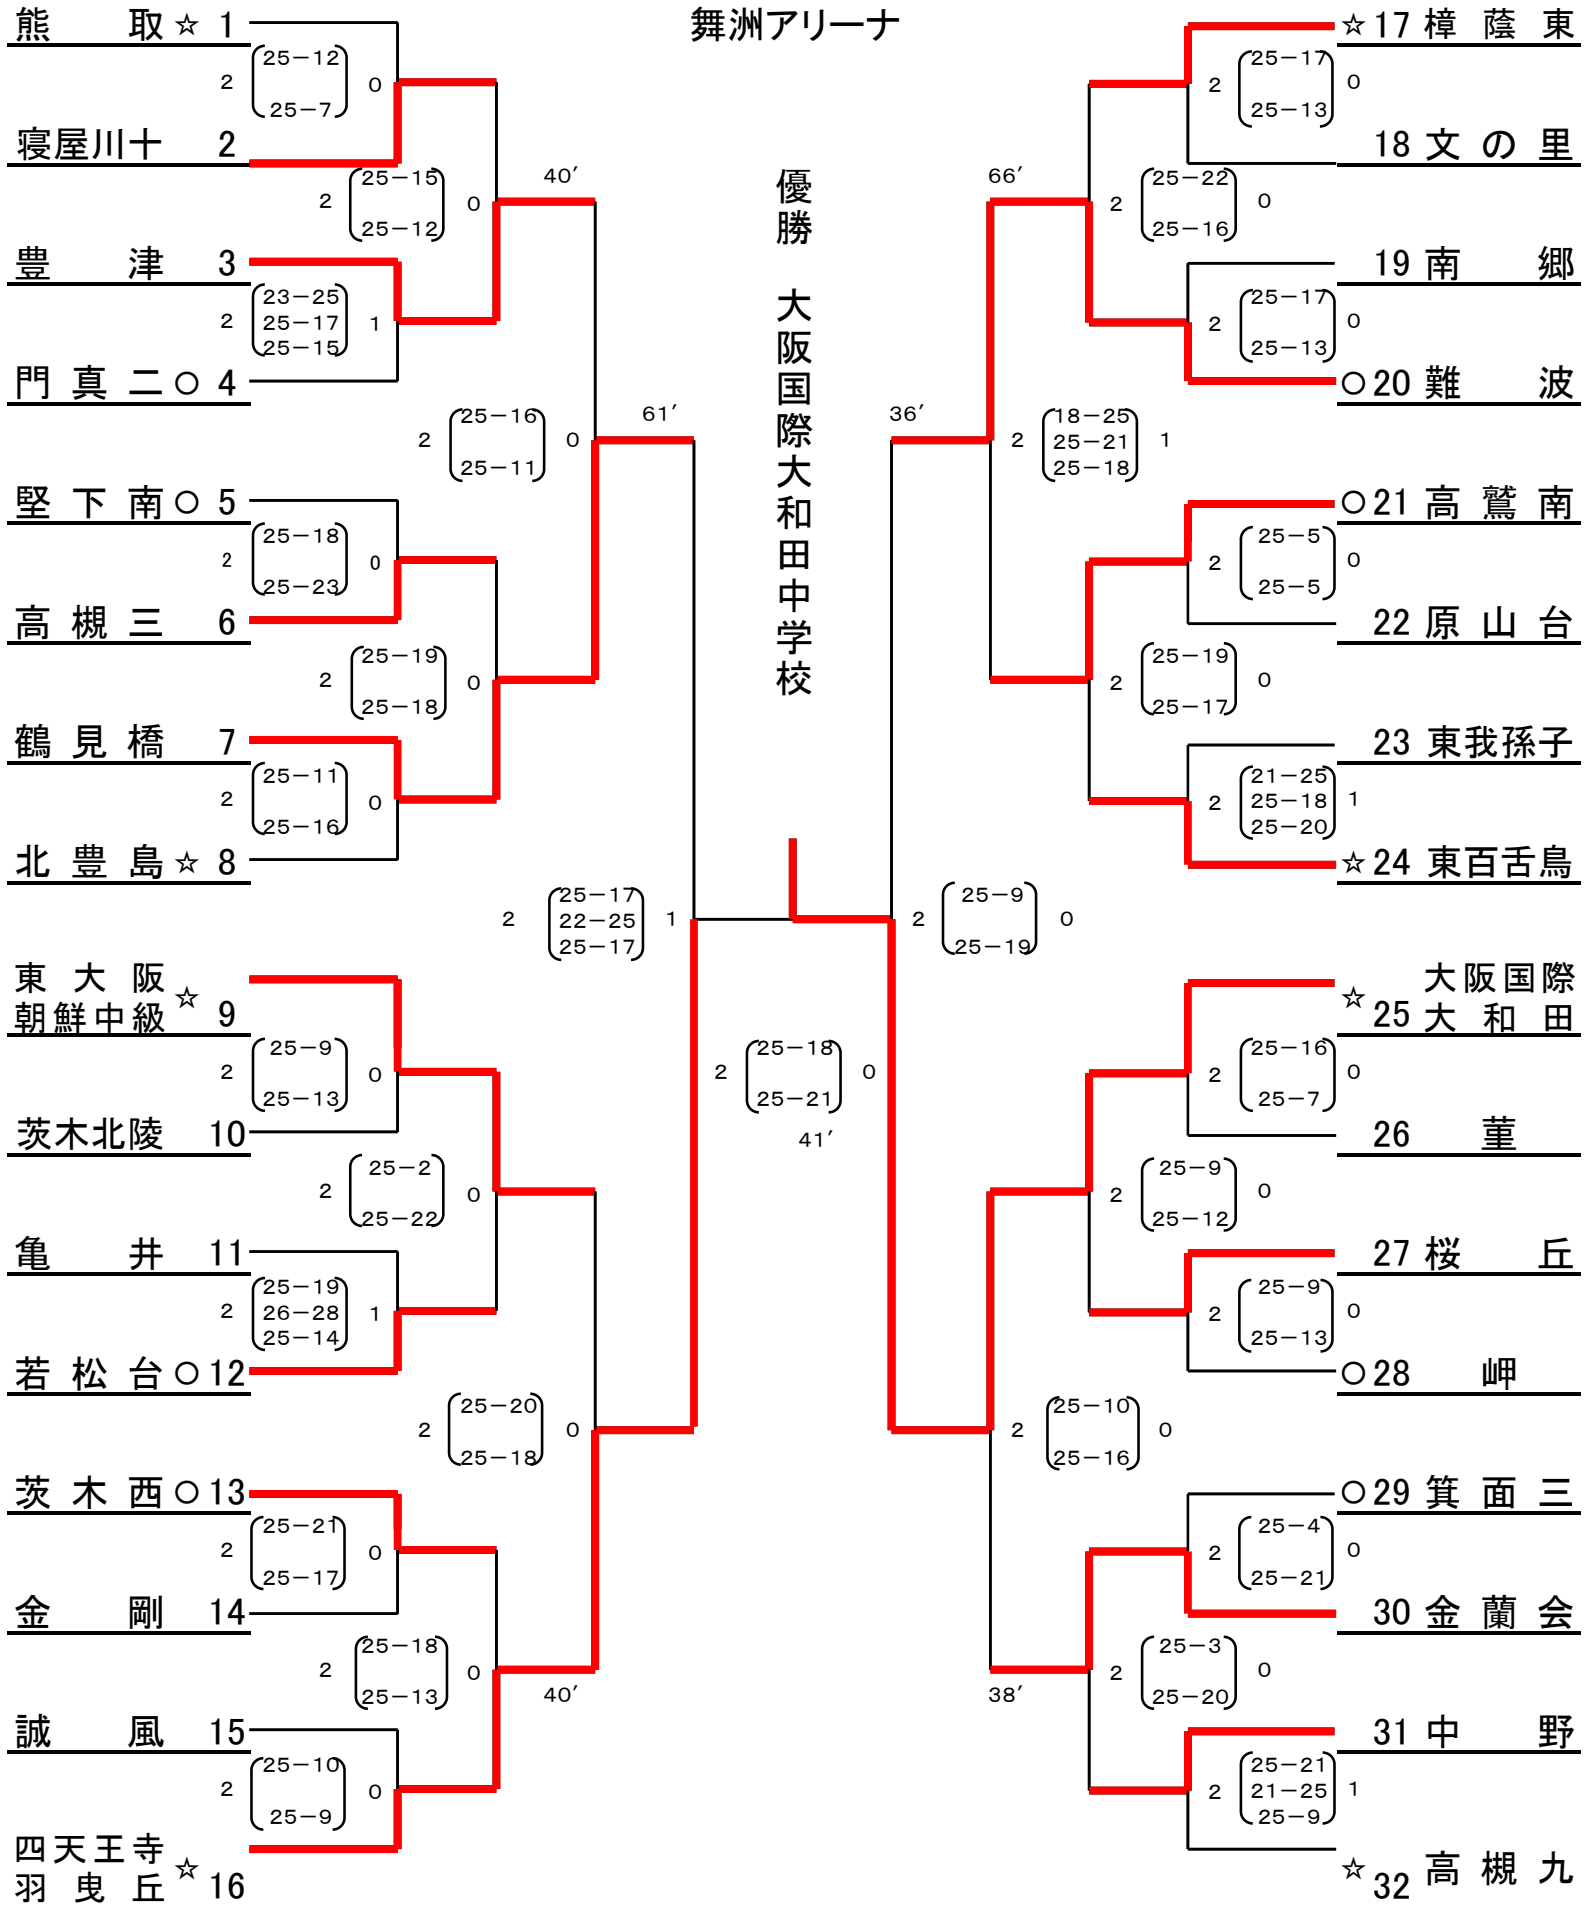 舞洲アリーナ
優勝 大阪国際大和田中学校
熊取☆1
2 25-12 0
25-7
寝屋川十 2
2 25-15 0
25-12
40′
豊津 3
2 23-25 1
25-17
25-15
門真二○4
2 25-16 0
25-11
61′
堅下南○5
2 25-18 0
25-23
高槻三 6
2 25-19 0
25-18
鶴見橋 7
2 25-11 0
25-16
北豊島☆8
2 25-17 1
22-25
25-17
東大阪
朝鮮中級☆9
2 25-9 0
25-13
茨木北陵 10
2 25-2 0
25-22
亀井 11
2 25-19 1
26-28
25-14
若松台○12
2 25-20 0
25-18
茨木西○13
2 25-21 0
25-17
金剛 14
2 25-18 0
25-13
40′
誠風 15
2 25-10 0
25-9
四天王寺
羽曳丘☆16
2 25-18 0
25-21
41′
☆17 樟蔭東
2 25-17 0
25-13
18 文の里
66′
2 25-22 0
25-16
19 南郷
2 25-17 0
25-13
○20 難波
36′
2 18-25 1
25-21
25-18
○21 高鷲南
2 25-5 0
25-5
22 原山台
2 25-19 0
25-17
23 東我孫子
2 21-25 1
25-18
25-20
☆24 東百舌鳥
2 25-9 0
25-19
☆25 大阪国際
大和田
2 25-16 0
25-7
26 菫
2 25-9 0
25-12
27 桜丘
2 25-9 0
25-13
○28 岬
2 25-10 0
25-16
○29 箕面三
2 25-4 0
25-21
30 金蘭会
2 25-3 0
25-20
38′
31 中野
2 25-21 1
21-25
25-9
☆32 高槻九